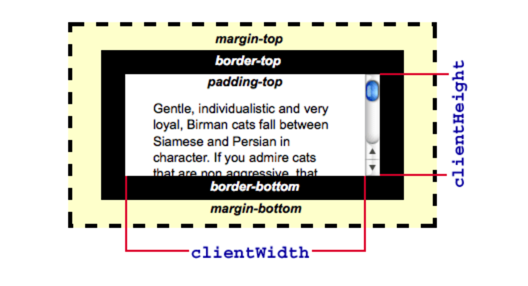 margin-top
border-top
padding-top
Gentle, individualistic and very
loyal, Birman cats fall between
Siamese and Persian in
character. If you admire cats
that are non aggressive, that
border-bottom
margin-bottom
clientWidth
clientHeight